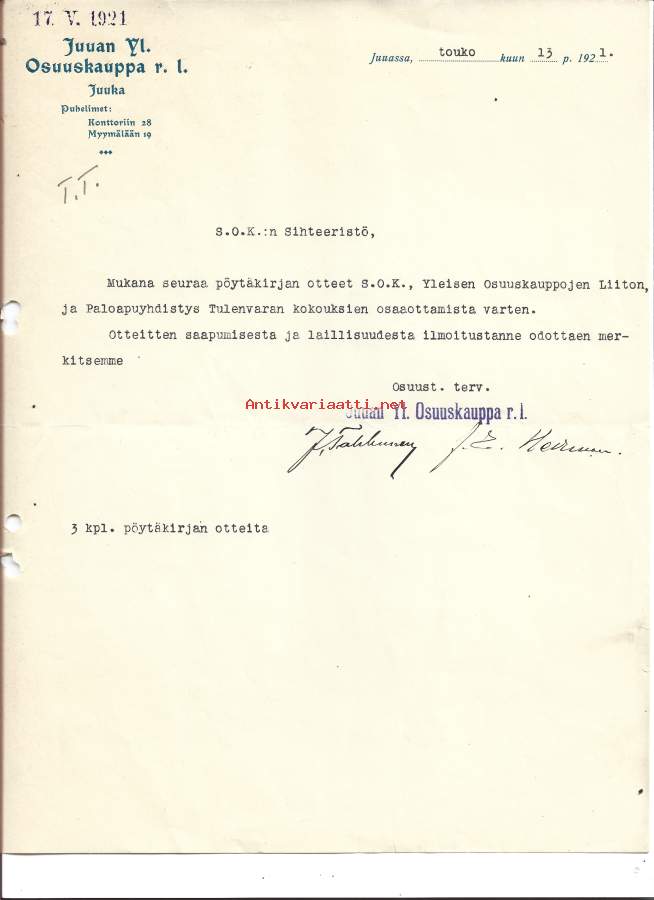 17. V. 1921
Juuan Yl.
Osuuskauppa r. l.
Juuka
Puhelimet:
Konttoriin 28
Myymälään 19
Juuassa, touko kuun 13 p. 1921.
T.T.
S.O.K.:n Sihteeristö,
Mukana seuraa pöytäkirjan otteet S.O.K., Yleisen Osuuskauppojen Liiton,
ja Paloapuyhdistys Tulenvaran kokouksien osaaottamista varten.
Otteitten saapumisesta ja laillisuudesta ilmoitustanne odottaen mer-
kitsemme
Osuust. terv.
Antikvariaatti.net
Juuan Yl. Osuuskauppa r. l.
J. E.
3 kpl. pöytäkirjan otteita